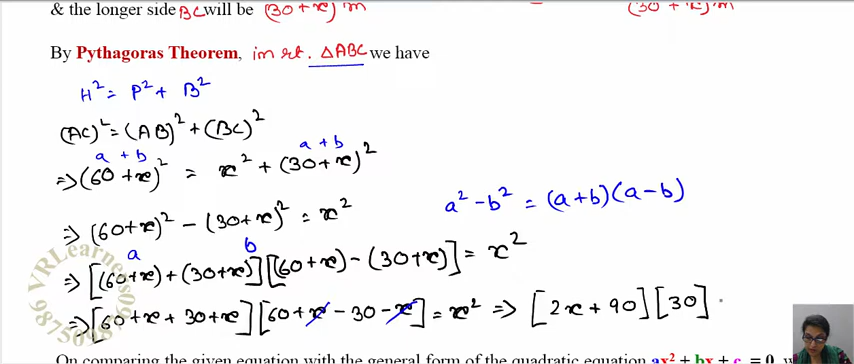 & the longer side BC will be (30+x) m (30+x) m
By Pythagoras Theorem, in rt. △ABC we have
H² = P² + B²
(AC)² = (AB)² + (BC)²
a + b a + b
⇒ (60+x)² = x² + (30+x)²
⇒ (60+x)² − (30+x)² = x² a² − b² = (a+b)(a−b)
a b
⇒ [(60+x) + (30+x)][(60+x) − (30+x)] = x²
⇒ [60+x+30+x][60+x−30−x] = x² ⇒ [2x+90][30]
On comparing the given equation with the general form of the quadratic equation ax² + bx + c = 0, w
VRLearners